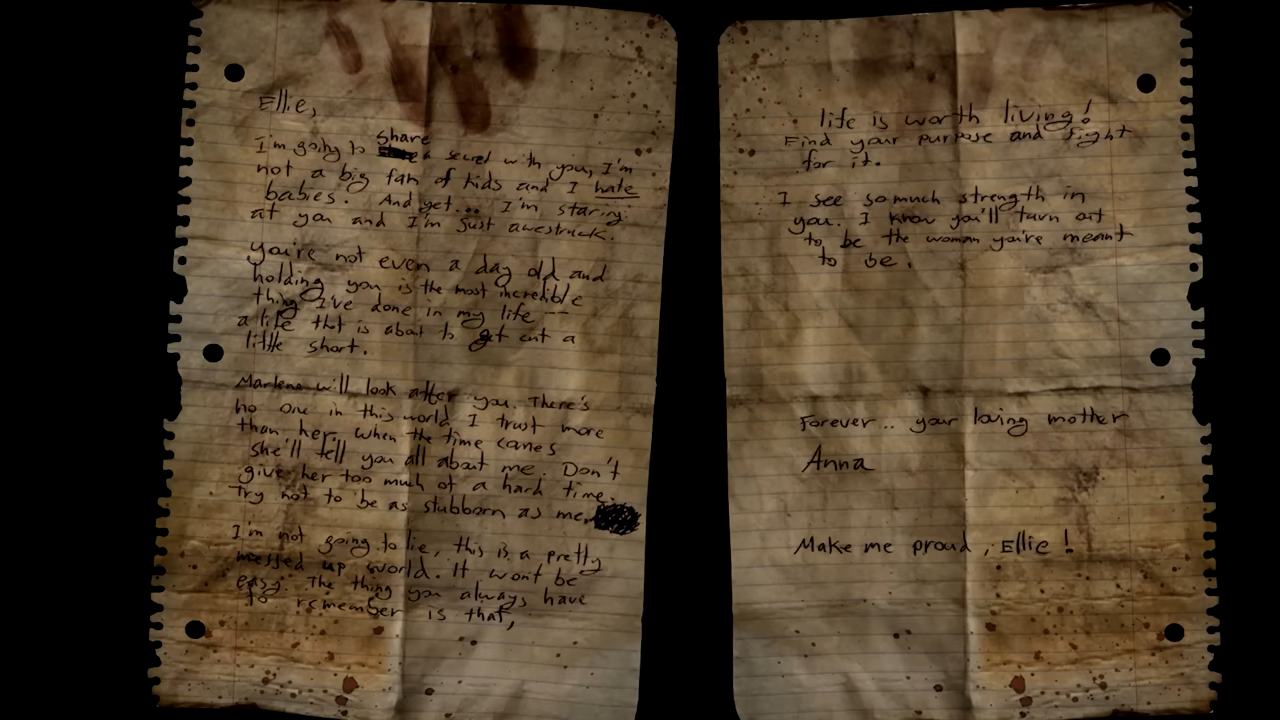 Ellie,
Share
I'm going to a secret with you, I'm
not a big fan of kids and I hate
babies. And yet... I'm staring
at you and I'm just awestruck.
You're not even a day old and
holding you is the most incredible
thing I've done in my life --
a life that is about to get cut a
little short.
Marlene will look after you. There's
no one in this world I trust more
than her. When the time comes
she'll tell you all about me. Don't
give her too much of a hard time.
Try not to be as stubborn as me.
I'm not going to lie, this is a pretty
messed up world. It won't be
easy. The thing you always have
to remember is that,
life is worth living!
Find your purpose and fight
for it.
I see so much strength in
you. I know you'll turn out
to be the woman you're meant
to be.
Forever.. your loving mother
Anna
Make me proud, Ellie!